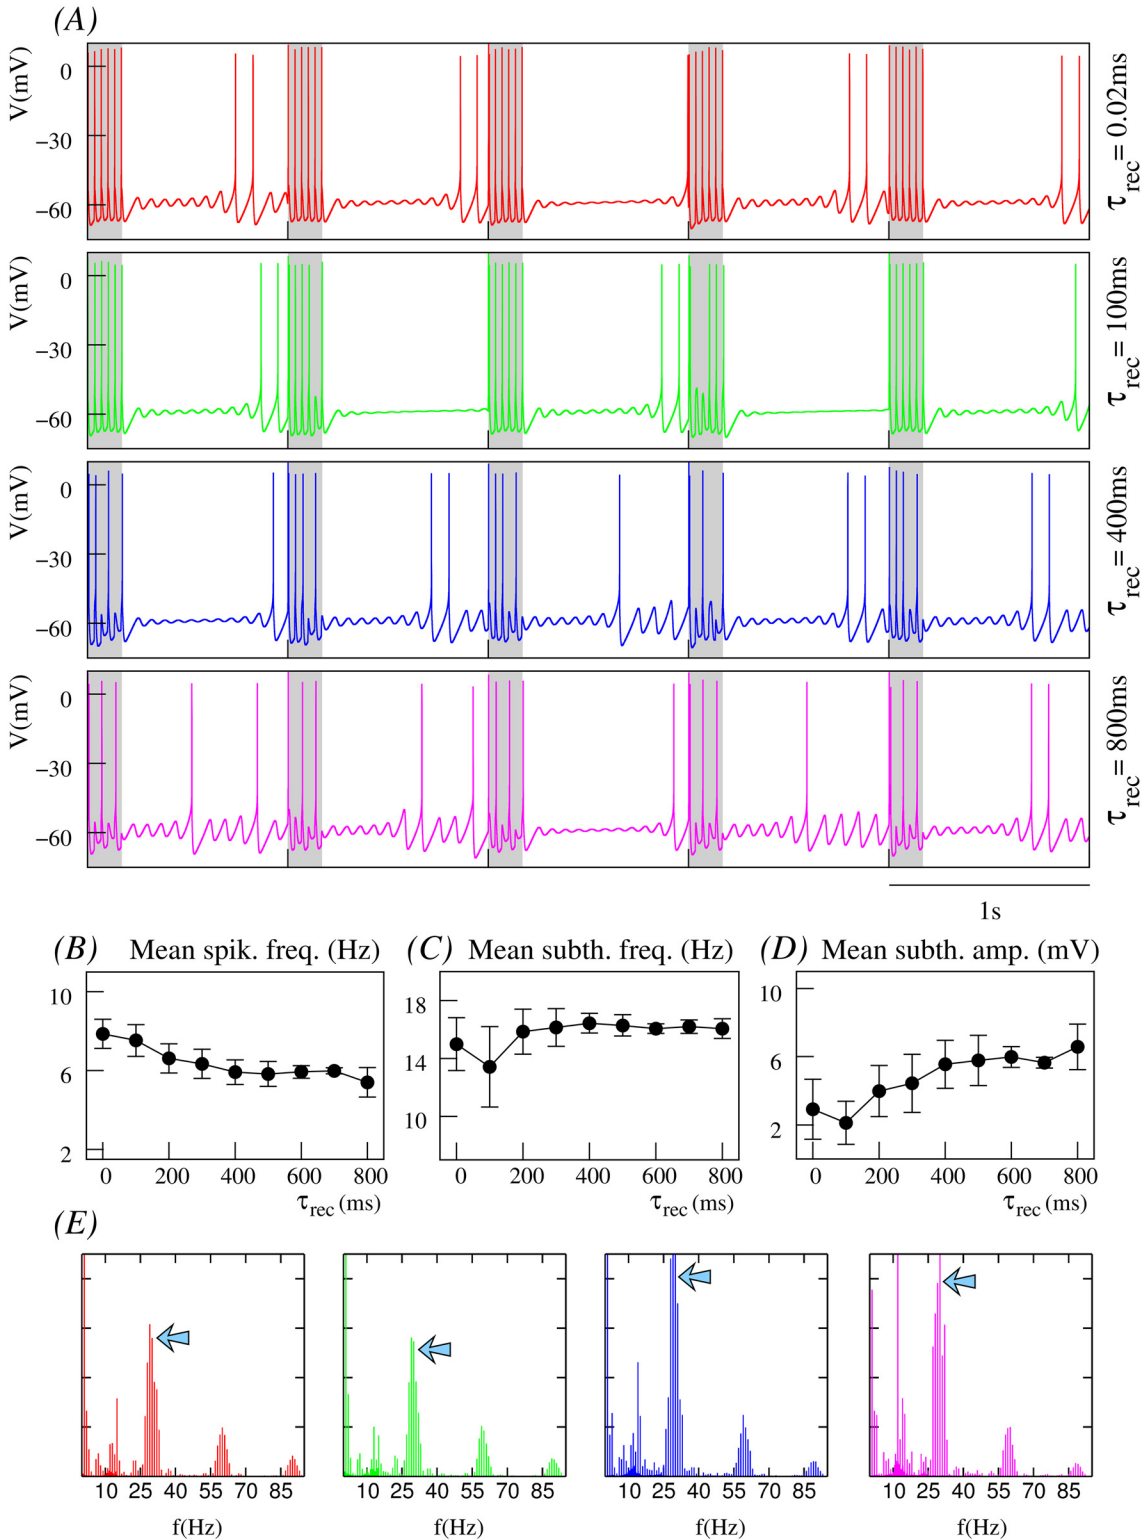 (A)
V(mV)
0
−30
−60
τrec = 0.02ms
V(mV)
0
−30
−60
τrec = 100ms
V(mV)
0
−30
−60
τrec = 400ms
V(mV)
0
−30
−60
τrec = 800ms
1s
(B) Mean spik. freq. (Hz)
10
6
2
0 200 400 600 800
τrec (ms)
(C) Mean subth. freq. (Hz)
18
14
10
0 200 400 600 800
τrec (ms)
(D) Mean subth. amp. (mV)
10
6
2
0 200 400 600 800
τrec (ms)
(E)
10 25 40 55 70 85
f(Hz)
10 25 40 55 70 85
f(Hz)
10 25 40 55 70 85
f(Hz)
10 25 40 55 70 85
f(Hz)